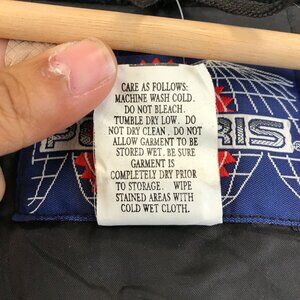 CARE AS FOLLOWS:
MACHINE WASH COLD.
DO NOT BLEACH.
TUMBLE DRY LOW. DO
NOT DRY CLEAN. DO NOT
ALLOW GARMENT TO BE
STORED WET. BE SURE
GARMENT IS
COMPLETELY DRY PRIOR
TO STORAGE. WIPE
STAINED AREAS WITH
COLD WET CLOTH.